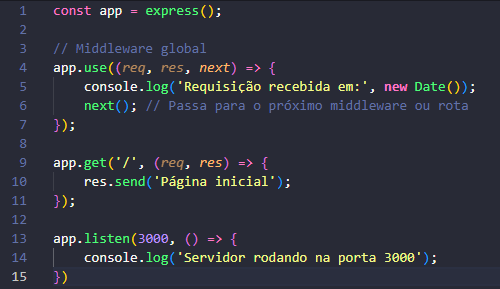 1 const app = express();
2
3 // Middleware global
4 app.use((req, res, next) => {
5     console.log('Requisição recebida em:', new Date());
6     next(); // Passa para o próximo middleware ou rota
7 });
8
9 app.get('/', (req, res) => {
10     res.send('Página inicial');
11 });
12
13 app.listen(3000, () => {
14     console.log('Servidor rodando na porta 3000');
15 })